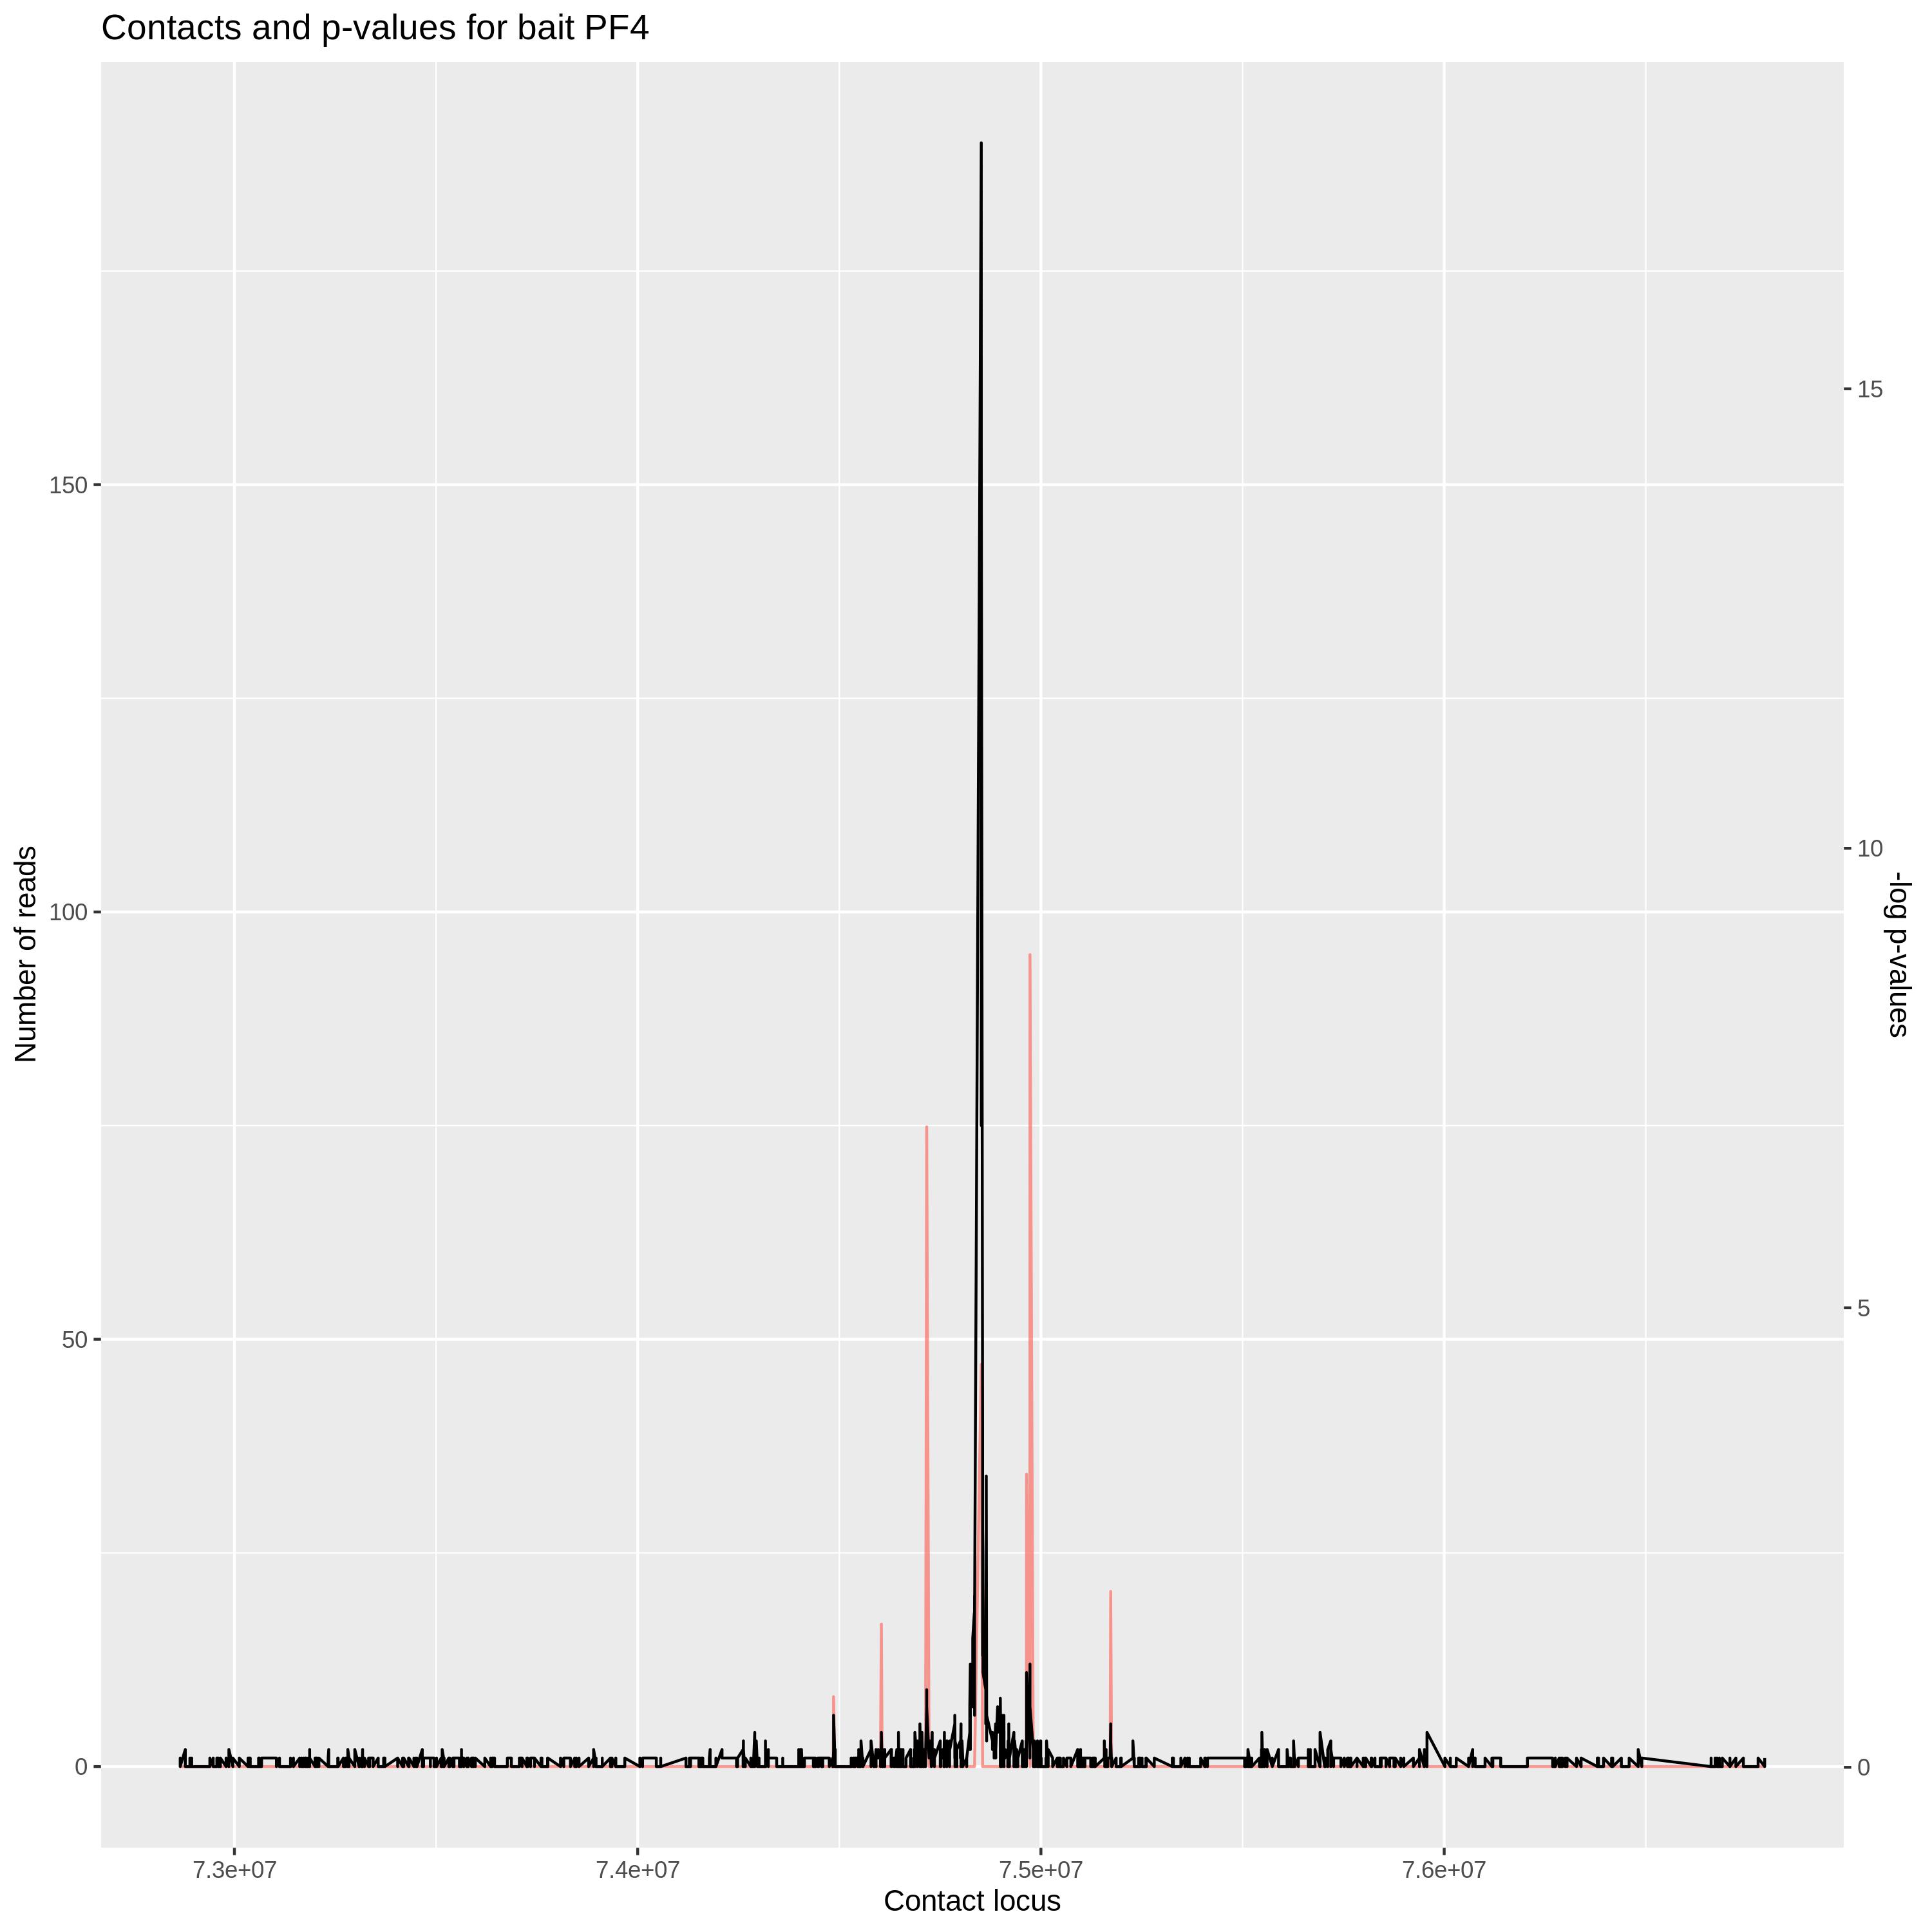 Contacts and p-values for bait PF4
Number of reads
150
100
50
0
15
10
5
0
-log p-values
7.3e+07 7.4e+07 7.5e+07 7.6e+07
Contact locus